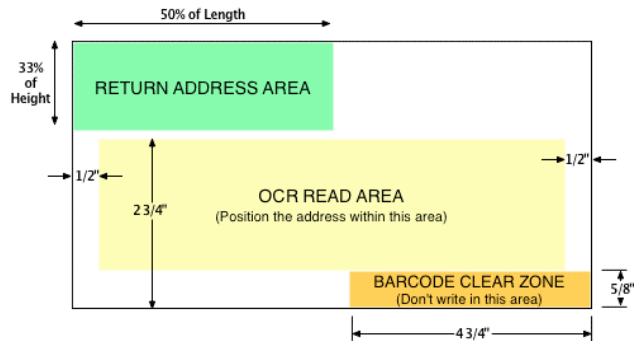 50% of Length
33%
of
Height
RETURN ADDRESS AREA
1/2"
1/2"
OCR READ AREA
2 3/4"
(Position the address within this area)
BARCODE CLEAR ZONE
5/8"
(Don't write in this area)
4 3/4"